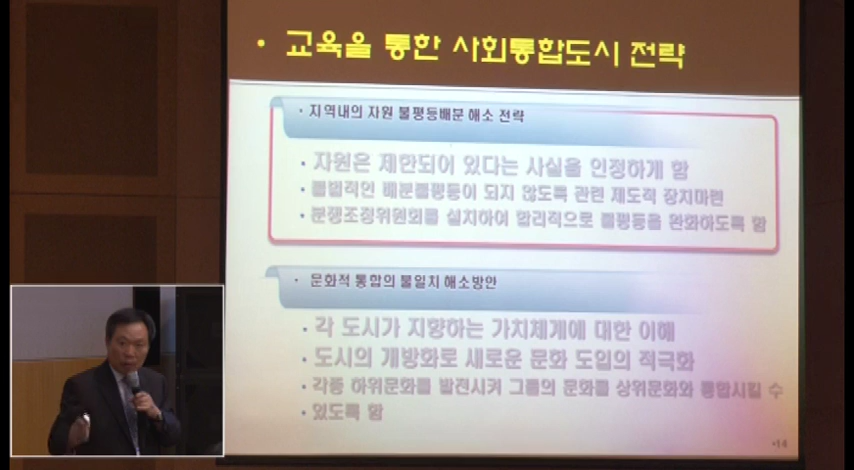 • 교육을 통한 사회통합도시 전략
• 지역내의 자원 불평등배분 해소 전략
• 자원은 제한되어 있다는 사실을 인정하게 함
• 불법적인 배분불평등이 되지 않도록 관련 제도적 장치마련
• 분쟁조정위원회를 설치하여 합리적으로 불평등을 완화하도록 함
• 문화적 통합의 불일치 해소방안
• 각 도시가 지향하는 가치체계에 대한 이해
• 도시의 개방화로 새로운 문화 도입의 적극화
• 각종 하위문화를 발전시켜 그들의 문화를 상위문화와 통합시킬 수
• 있도록 함
•14